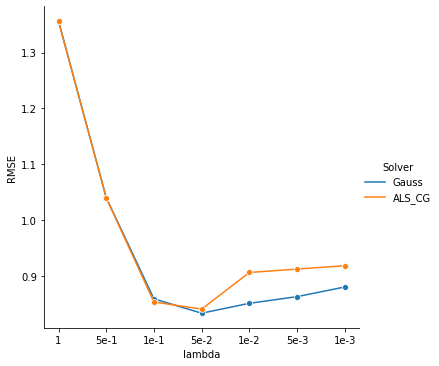 1.3
1.2
1.1
1.0
0.9
RMSE
1 5e-1 1e-1 5e-2 1e-2 5e-3 1e-3
lambda
Solver
Gauss
ALS_CG